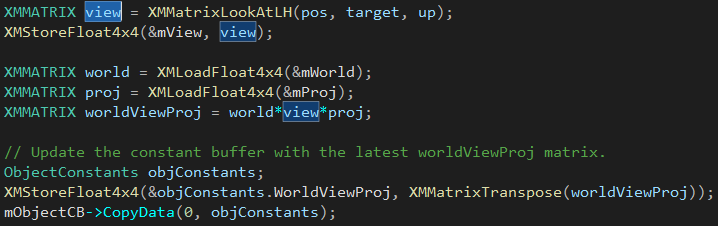 XMMATRIX view = XMMatrixLookAtLH(pos, target, up);
XMStoreFloat4x4(&mView, view);
XMMATRIX world = XMLoadFloat4x4(&mWorld);
XMMATRIX proj = XMLoadFloat4x4(&mProj);
XMMATRIX worldViewProj = world*view*proj;
// Update the constant buffer with the latest worldViewProj matrix.
ObjectConstants objConstants;
XMStoreFloat4x4(&objConstants.WorldViewProj, XMMatrixTranspose(worldViewProj));
mObjectCB->CopyData(0, objConstants);